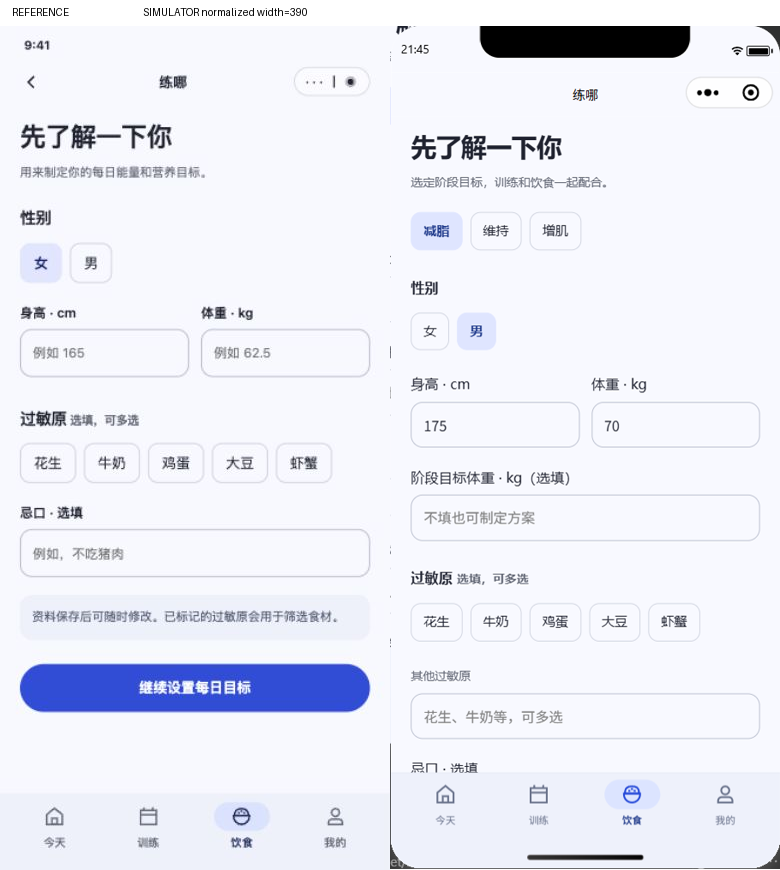 REFERENCE
SIMULATOR normalized width=390
9:41
练哪
先了解一下你
用来制定你的每日能量和营养目标。
性别
女
男
身高 · cm
体重 · kg
例如 165
例如 62.5
过敏原 选填，可多选
花生
牛奶
鸡蛋
大豆
虾蟹
忌口 · 选填
例如，不吃猪肉
资料保存后可随时修改。已标记的过敏原会用于筛选食材。
继续设置每日目标
今天
训练
饮食
我的
21:45
练哪
先了解一下你
选定阶段目标，训练和饮食一起配合。
减脂
维持
增肌
性别
女
男
身高 · cm
体重 · kg
175
70
阶段目标体重 · kg（选填）
不填也可制定方案
过敏原 选填，可多选
花生
牛奶
鸡蛋
大豆
虾蟹
其他过敏原
花生、牛奶等，可多选
忌口 · 选填
今天
训练
饮食
我的